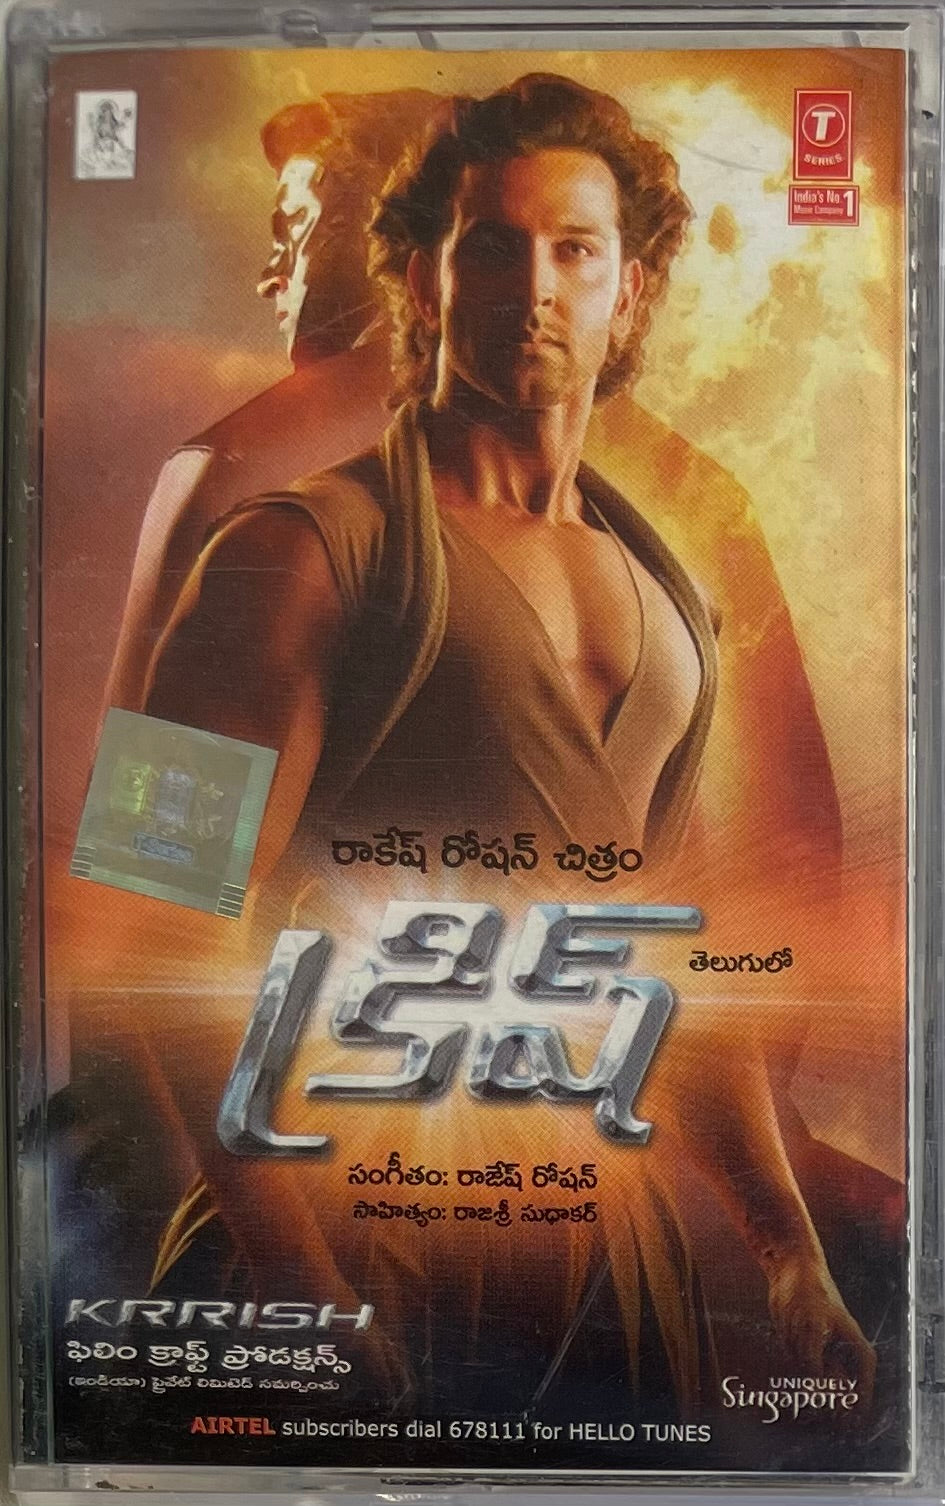 T
SERIES
India's No.1
Music Company
రాకేష్ రోషన్ చిత్రం
క్రిష్
తెలుగులో
సంగీతం: రాజేష్ రోషన్
సాహిత్యం: రాజశ్రీ సుధాకర్
KRRISH
ఫిలిం క్రాఫ్ట్ ప్రోడక్షన్స్
(ఇండియా) ప్రైవేట్ లిమిటెడ్ సమర్పించు
UNIQUELY
Singapore
AIRTEL subscribers dial 678111 for HELLO TUNES